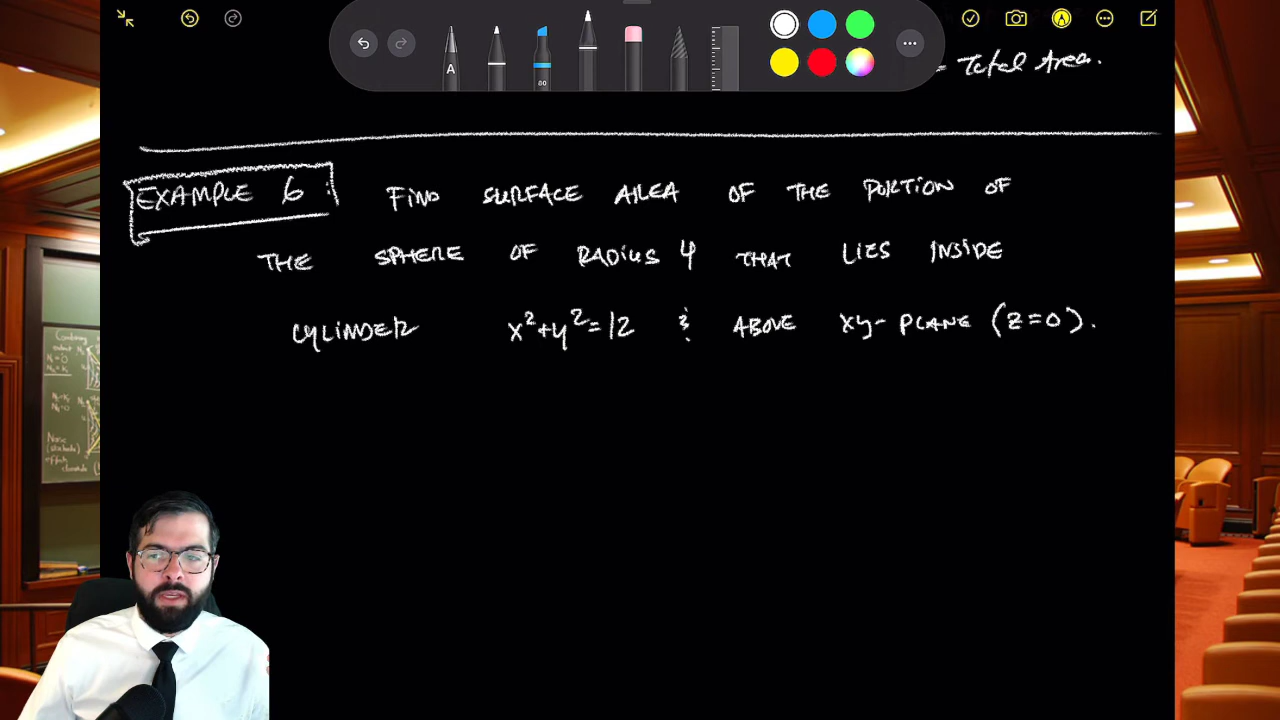 = Total Area.
EXAMPLE 6: FIND SURFACE AREA OF THE PORTION OF
THE SPHERE OF RADIUS 4 THAT LIES INSIDE
CYLINDER x²+y²=12 & ABOVE xy-PLANE (z=0).
A
80